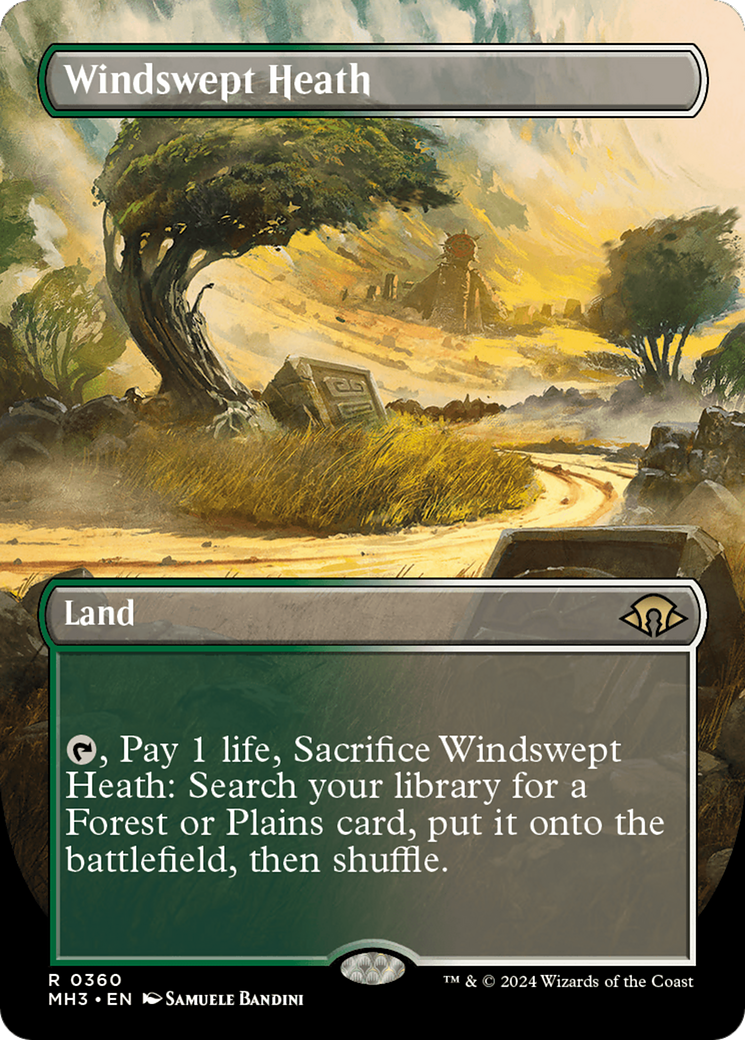 Windswept Heath
Land
, Pay 1 life, Sacrifice Windswept
Heath: Search your library for a
Forest or Plains card, put it onto the
battlefield, then shuffle.
R 0360
MH3 • EN Samuele Bandini
™ & © 2024 Wizards of the Coast